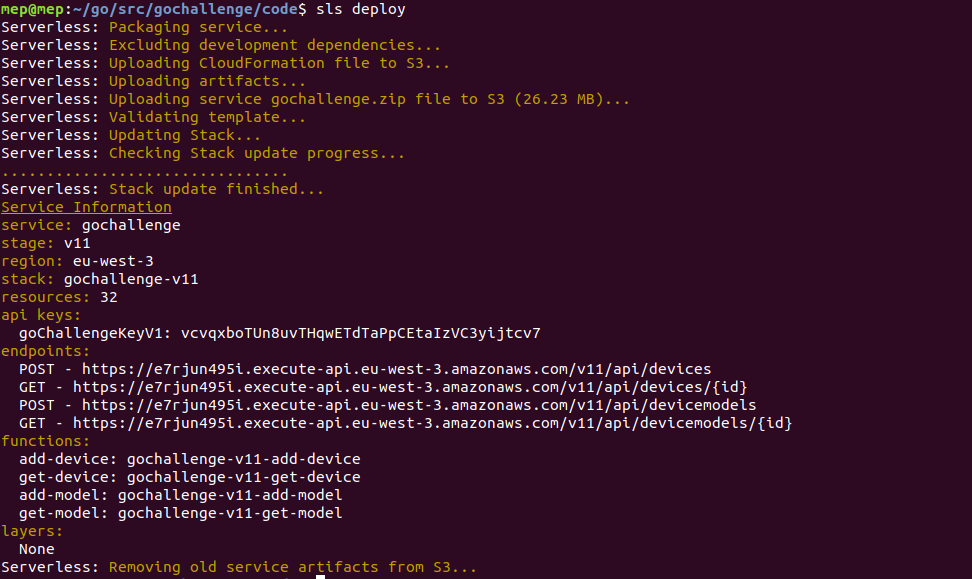 mep@mep:~/go/src/gochallenge/code$ sls deploy
Serverless: Packaging service...
Serverless: Excluding development dependencies...
Serverless: Uploading CloudFormation file to S3...
Serverless: Uploading artifacts...
Serverless: Uploading service gochallenge.zip file to S3 (26.23 MB)...
Serverless: Validating template...
Serverless: Updating Stack...
Serverless: Checking Stack update progress...
................................
Serverless: Stack update finished...
Service Information
service: gochallenge
stage: v11
region: eu-west-3
stack: gochallenge-v11
resources: 32
api keys:
  goChallengeKeyV1: vcvqxboTUn8uvTHqwETdTaPpCEtaIzVC3yijtcv7
endpoints:
  POST - https://e7rjun495i.execute-api.eu-west-3.amazonaws.com/v11/api/devices
  GET - https://e7rjun495i.execute-api.eu-west-3.amazonaws.com/v11/api/devices/{id}
  POST - https://e7rjun495i.execute-api.eu-west-3.amazonaws.com/v11/api/devicemodels
  GET - https://e7rjun495i.execute-api.eu-west-3.amazonaws.com/v11/api/devicemodels/{id}
functions:
  add-device: gochallenge-v11-add-device
  get-device: gochallenge-v11-get-device
  add-model: gochallenge-v11-add-model
  get-model: gochallenge-v11-get-model
layers:
  None
Serverless: Removing old service artifacts from S3...